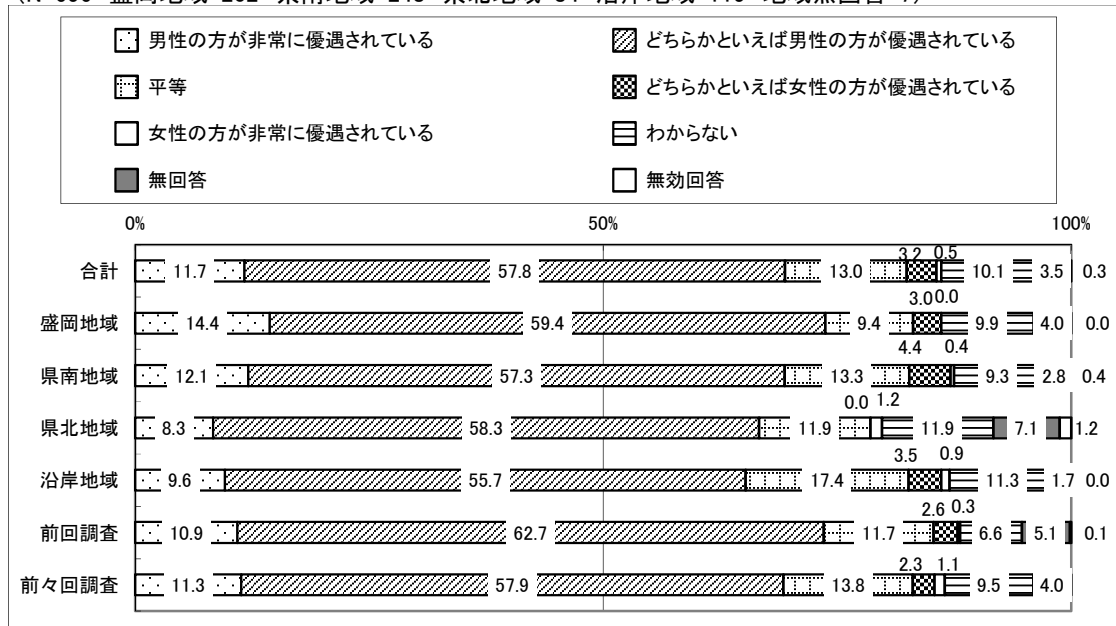 男性の方が非常に優遇されている どちらかといえば男性の方が優遇されている
平等 どちらかといえば女性の方が優遇されている
女性の方が非常に優遇されている わからない
無回答 無効回答
0% 50% 100%
合計 11.7 57.8 13.0 3.2 0.5 10.1 3.5 0.3
盛岡地域 14.4 59.4 9.4 3.0 0.0 9.9 4.0 0.0
県南地域 12.1 57.3 13.3 4.4 0.4 9.3 2.8 0.4
県北地域 8.3 58.3 11.9 0.0 1.2 11.9 7.1 1.2
沿岸地域 9.6 55.7 17.4 3.5 0.9 11.3 1.7 0.0
前回調査 10.9 62.7 11.7 2.6 0.3 6.6 5.1 0.1
前々回調査 11.3 57.9 13.8 2.3 1.1 9.5 4.0